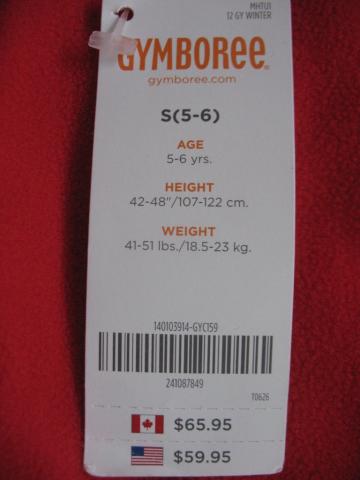 MHTU1
12 GY WINTER
GYMBOREE
gymboree.com
S(5-6)
AGE
5-6 yrs.
HEIGHT
42-48"/107-122 cm.
WEIGHT
41-51 lbs./18.5-23 kg.
140103914-GYC159
241087849
T0626
$65.95
$59.95